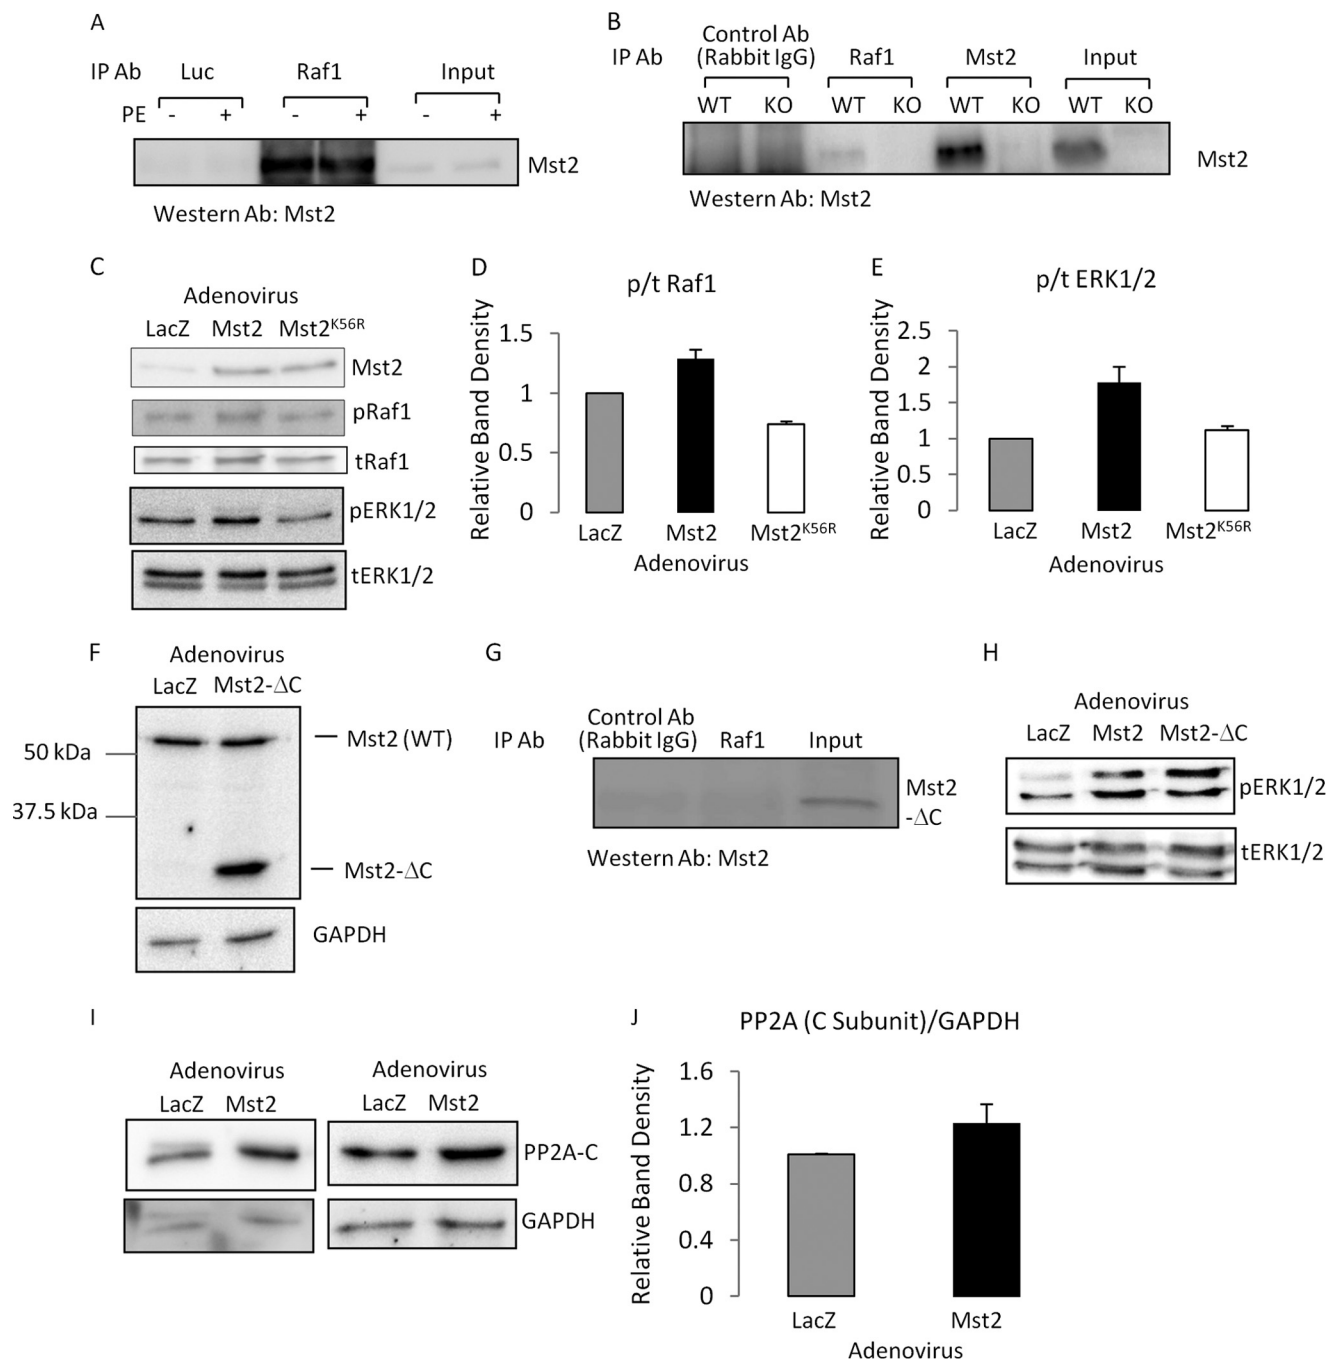 A
IP Ab Luc Raf1 Input
PE - + - + - +
Mst2
Western Ab: Mst2
B
Control Ab
IP Ab (Rabbit IgG) Raf1 Mst2 Input
WT KO WT KO WT KO WT KO
Mst2
Western Ab: Mst2
C
Adenovirus
LacZ Mst2 Mst2K56R
Mst2
pRaf1
tRaf1
pERK1/2
tERK1/2
D
p/t Raf1
Relative Band Density
1.5
1
0.5
0
LacZ Mst2 Mst2K56R
Adenovirus
E
p/t ERK1/2
Relative Band Density
2.5
2
1.5
1
0.5
0
LacZ Mst2 Mst2K56R
Adenovirus
F
Adenovirus
LacZ Mst2-ΔC
50 kDa
37.5 kDa
Mst2 (WT)
Mst2-ΔC
GAPDH
G
Control Ab
IP Ab (Rabbit IgG) Raf1 Input
Mst2
-ΔC
Western Ab: Mst2
H
Adenovirus
LacZ Mst2 Mst2-ΔC
pERK1/2
tERK1/2
I
Adenovirus
LacZ Mst2
Adenovirus
LacZ Mst2
PP2A-C
GAPDH
J
PP2A (C Subunit)/GAPDH
Relative Band Density
1.6
1.2
0.8
0.4
0
LacZ Mst2
Adenovirus